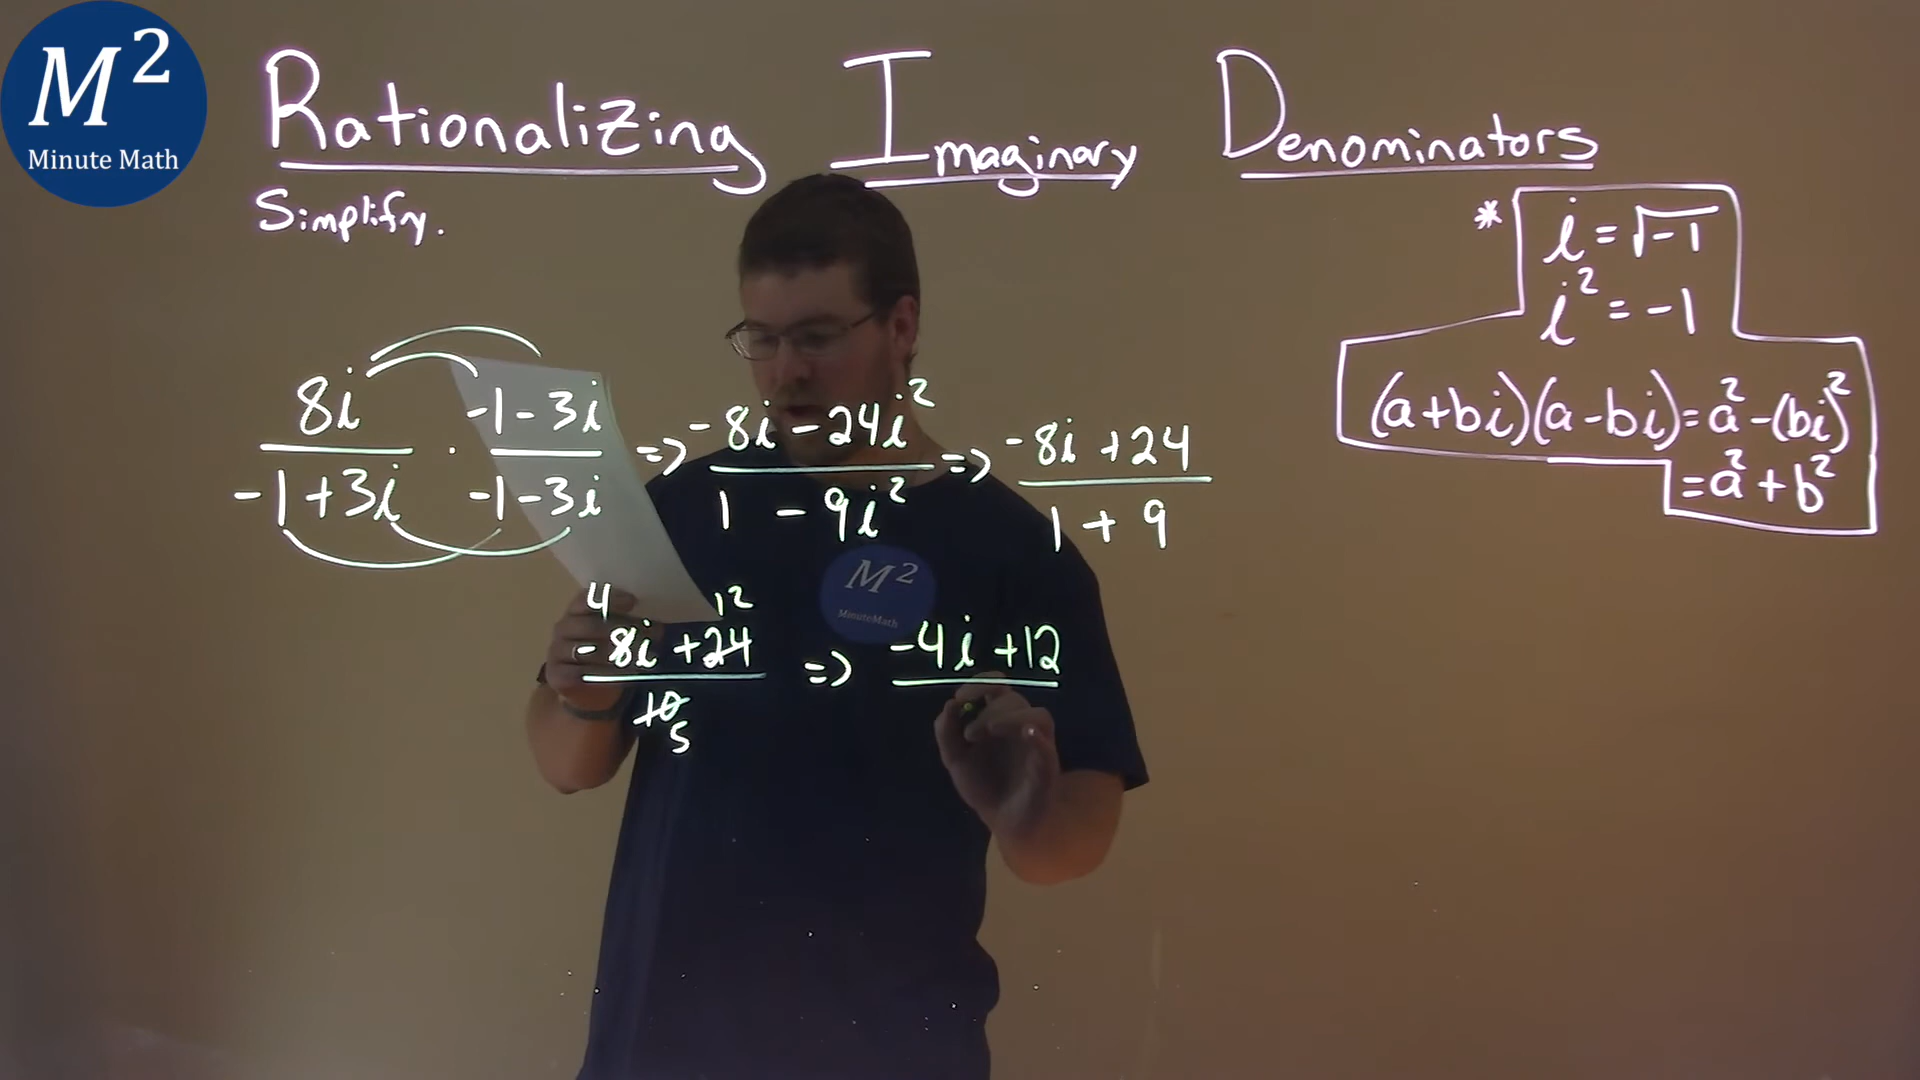 M²
Minute Math
Rationalizing Imaginary Denominators
Simplify.
* i = √-1
i² = -1
(a+bi)(a-bi) = a² - (bi)²
= a² + b²
8i / -1+3i · -1-3i / -1-3i => -8i - 24i² / 1 - 9i² => -8i + 24 / 1 + 9
4 12
-8i + 24 / 10 => -4i + 12
5
M²
MinuteMath